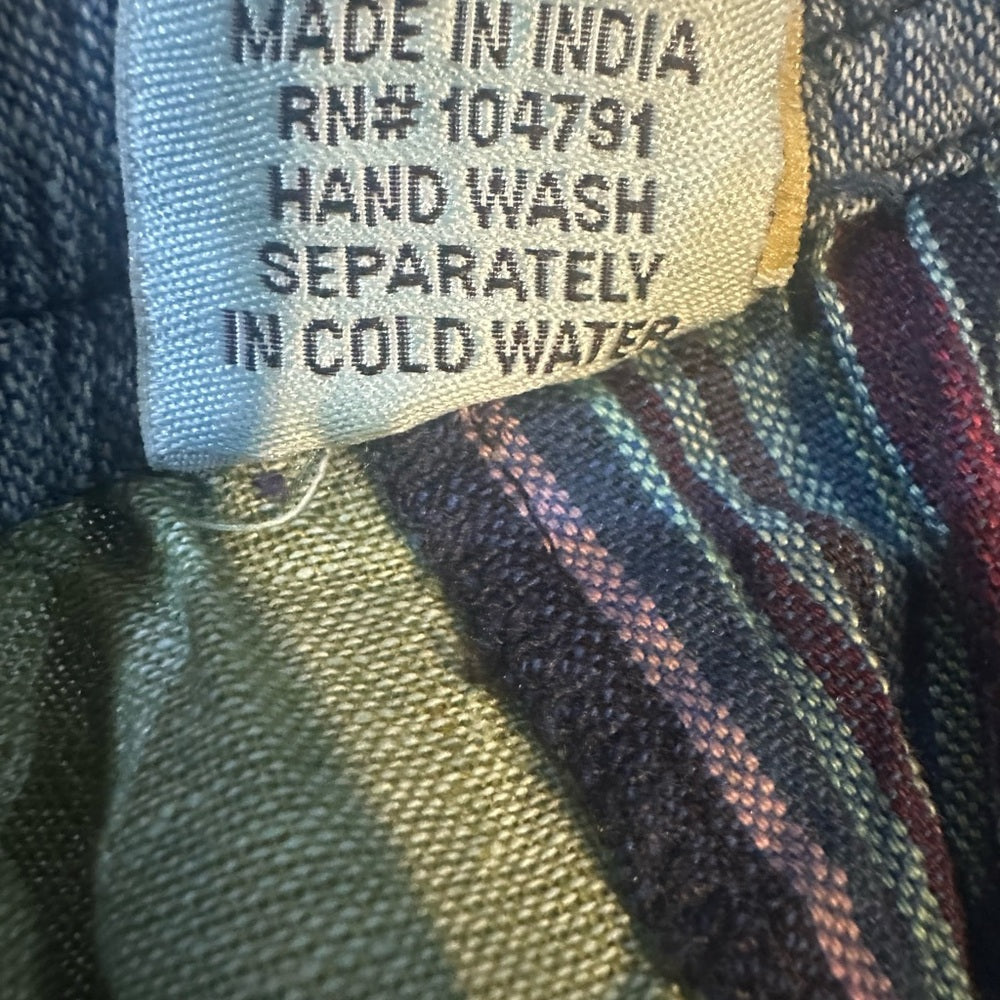 MADE IN INDIA
RN# 104791
HAND WASH
SEPARATELY
IN COLD WATER